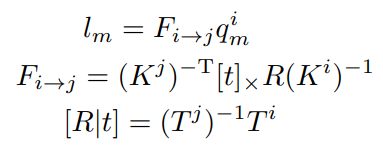 l_m = F_{i→j} q_m^i
F_{i→j} = (K^j)^{-T} [t]_× R(K^i)^{-1}
[R|t] = (T^j)^{-1} T^i